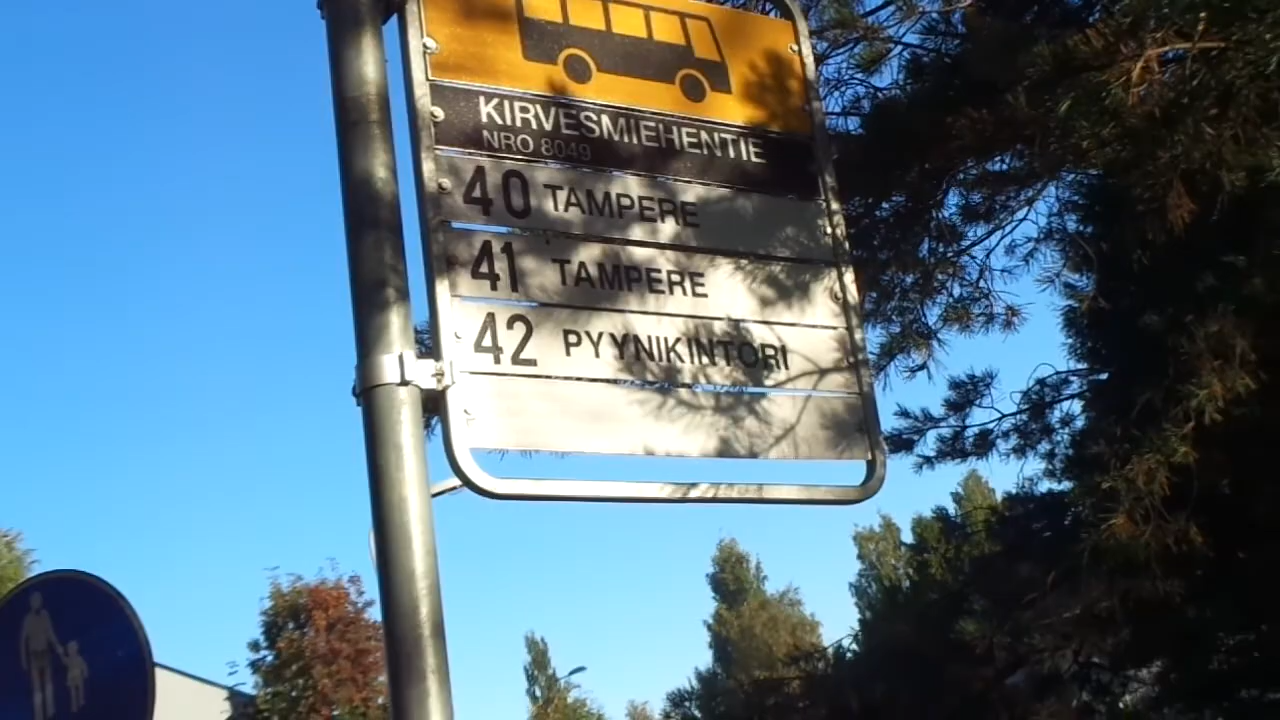 KIRVESMIEHENTIE
NRO 8049
40 TAMPERE
41 TAMPERE
42 PYYNIKINTORI